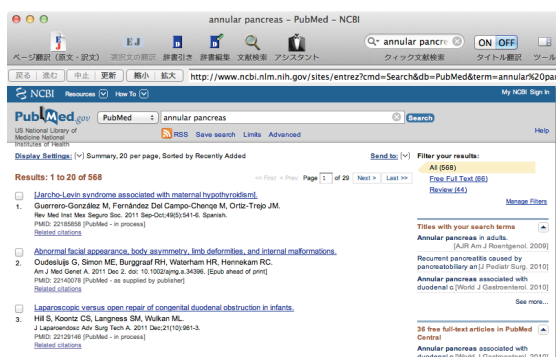 annular pancreas - PubMed - NCBI
ページ翻訳 (原文・訳文) 選択文の翻訳 辞書引き 辞書編集 文献検索 アシスタント クィック文献検索 タイトル翻訳 ツール
annular pancre ON OFF
戻る 進む 中止 更新 縮小 拡大 http://www.ncbi.nlm.nih.gov/sites/entrez?cmd=Search&db=PubMed&term=annular%20pa
NCBI Resources How To My NCBI Sign In
PubMed.gov PubMed annular pancreas Search
US National Library of
Medicine National
Institutes of Health
RSS Save search Limits Advanced Help
Display Settings: Summary, 20 per page, Sorted by Recently Added Send to:
Results: 1 to 20 of 568 << First < Prev Page 1 of 29 Next > Last >>
[Jarcho-Levin syndrome associated with maternal hypothyroidism].
1. Guerrero-González M, Fernández Del Campo-Chenge M, Ortiz-Trejo JM.
Rev Med Inst Mex Seguro Soc. 2011 Sep-Oct;49(5):541-6. Spanish.
PMID: 22185858 [PubMed - in process]
Related citations
Abnormal facial appearance, body asymmetry, limb deformities, and internal malformations.
2. Oudesluijs G, Simon ME, Burggraaf RH, Waterham HR, Hennekam RC.
Am J Med Genet A. 2011 Dec 2. doi: 10.1002/ajmg.a.34396. [Epub ahead of print]
PMID: 22140078 [PubMed - as supplied by publisher]
Related citations
Laparoscopic versus open repair of congenital duodenal obstruction in infants.
3. Hill S, Koontz CS, Langness SM, Wulkan ML.
J Laparoendosc Adv Surg Tech A. 2011 Dec;21(10):961-3.
PMID: 22129146 [PubMed - in process]
Related citations
Filter your results:
All (568)
Free Full Text (66)
Review (44)
Manage Filters
Titles with your search terms
Annular pancreas in adults.
[AJR Am J Roentgenol. 2009]
Recurrent pancreatitis caused by
pancreatobiliary an [J Pediatr Surg. 2010]
Annular pancreas associated with
duodenal c [World J Gastroenterol. 2010]
See more...
36 free full-text articles in PubMed
Central
Annular pancreas associated with
duodenal c [World J Gastroenterol. 2010]